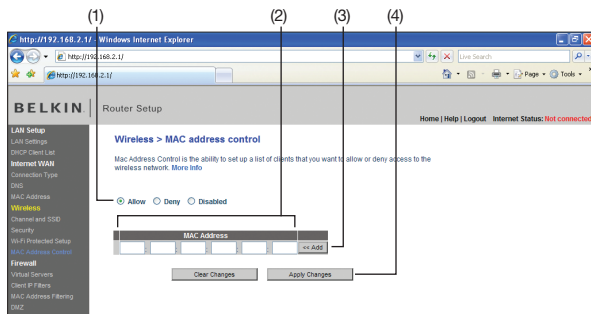 (1) (2) (3) (4)
http://192.168.2.1/ - Windows Internet Explorer
http://192.168.2.1/
Live Search
http://192.168.2.1/
Page Tools
BELKIN | Router Setup
Home | Help | Logout Internet Status: Not connected
LAN Setup
LAN Settings
DHCP Client List
Internet WAN
Connection Type
DNS
MAC Address
Wireless
Channel and SSID
Security
Wi-Fi Protected Setup
MAC Address Control
Firewall
Virtual Servers
Client IP Filters
MAC Address Filtering
DMZ
Wireless > MAC address control
Mac Address Control is the ability to set up a list of clients that you want to allow or deny access to the
wireless network. More Info
Allow Deny Disabled
MAC Address
: : : : : << Add
Clear Changes Apply Changes